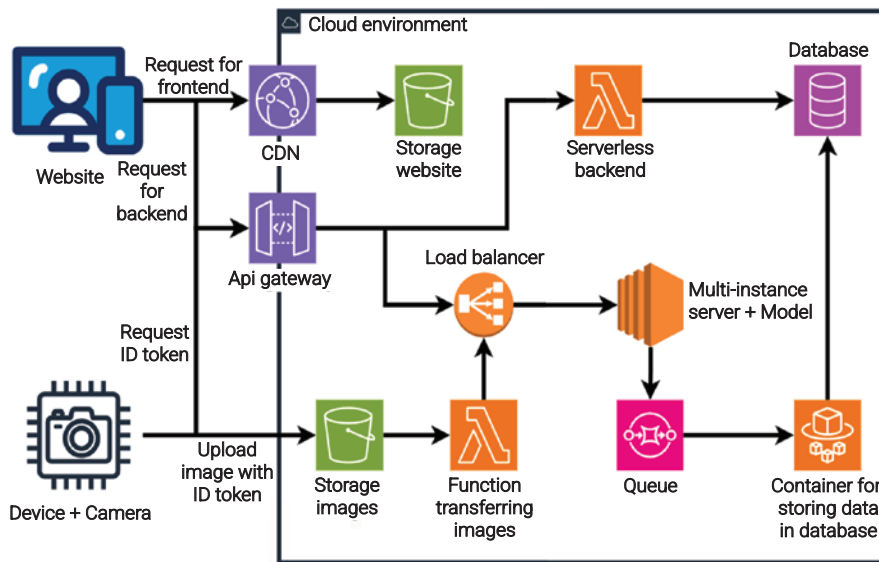 Cloud environment
Request for
frontend
Database
Website
CDN
Storage
website
Serverless
backend
Request
for
backend
Api gateway
Load balancer
Multi-instance
server + Model
Request
ID token
Device + Camera
Upload
image with
ID token
Storage
images
Function
transferring
images
Queue
Container for
storing data
in database